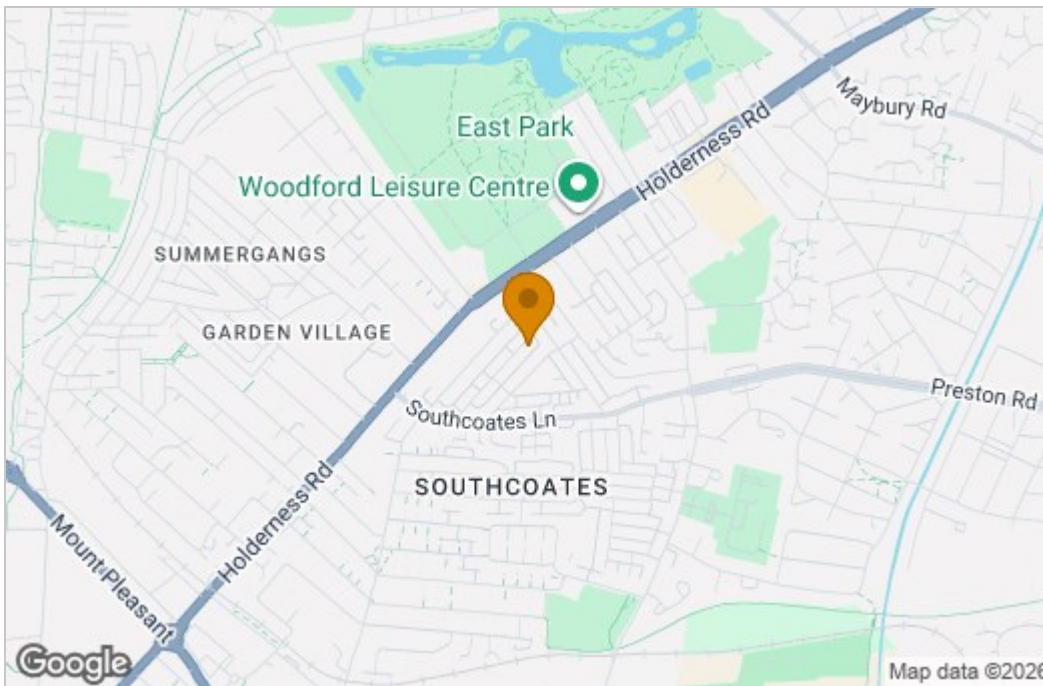 Maybury Rd
East Park
Holderness Rd
Woodford Leisure Centre
SUMMERGANGS
GARDEN VILLAGE
Preston Rd
Southcoates Ln
SOUTHCOATES
Holderness Rd
Mount Pleasant
Google
Map data ©2026